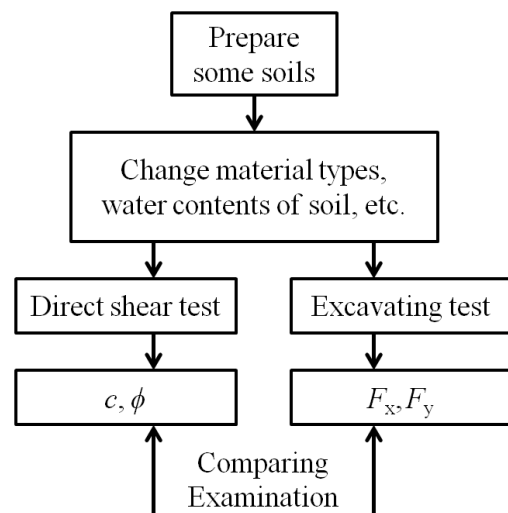 Prepare
some soils
Change material types,
water contents of soil, etc.
Direct shear test
Excavating test
c, ϕ
Fx, Fy
Comparing
Examination